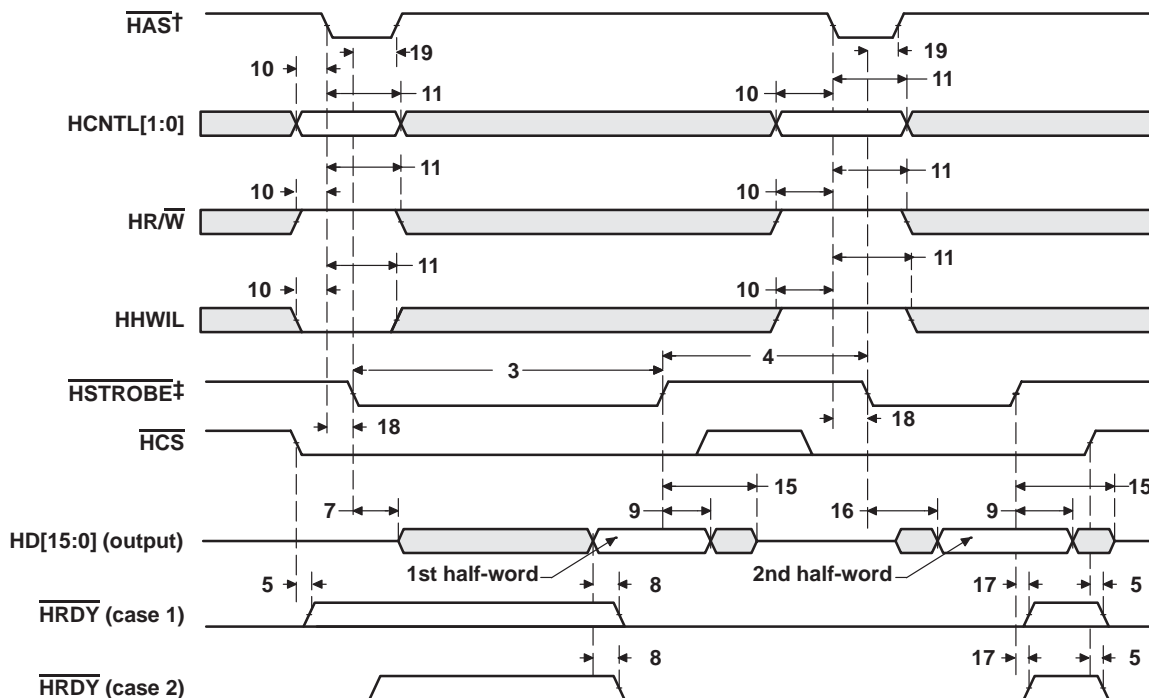 HAS†
19
19
10
11
10
11
HCNTL[1:0]
11
11
10
10
HR/W
11
11
10
10
HHWIL
3
4
HSTROBE‡
18
18
HCS
15
15
7
9
16
9
HD[15:0] (output)
1st half-word
2nd half-word
5
8
17
5
HRDY (case 1)
8
17
5
HRDY (case 2)